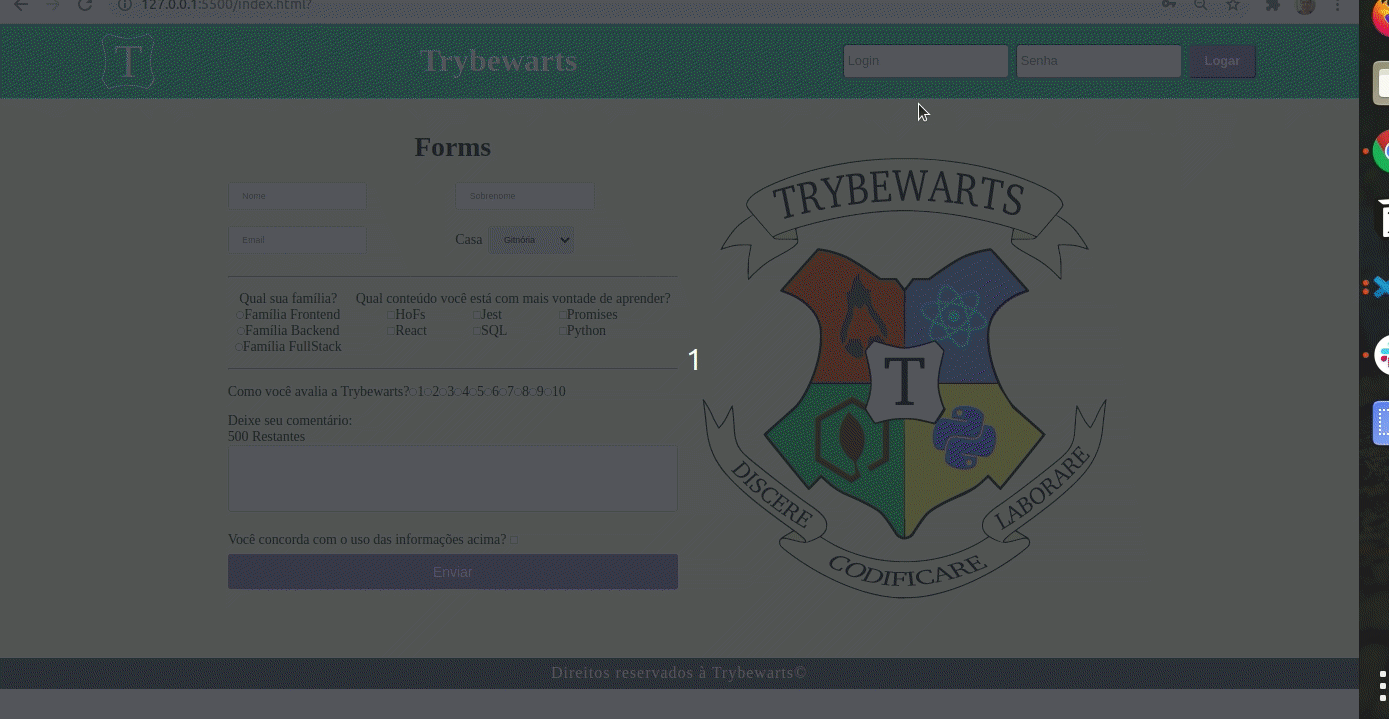 127.0.0.1:5500/index.html?
T
Trybewarts
Login
Senha
Logar
Forms
Nome
Sobrenome
Email
Casa
Gitnória
Qual sua família?
Qual conteúdo você está com mais vontade de aprender?
Família Frontend
HoFs
Jest
Promises
Família Backend
React
SQL
Python
Família FullStack
1
Como você avalia a Trybewarts? 1 2 3 4 5 6 7 8 9 10
Deixe seu comentário:
500 Restantes
Você concorda com o uso das informações acima?
Enviar
TRYBEWARTS
T
DISCERE
CODIFICARE
LABORARE
Direitos reservados à Trybewarts©